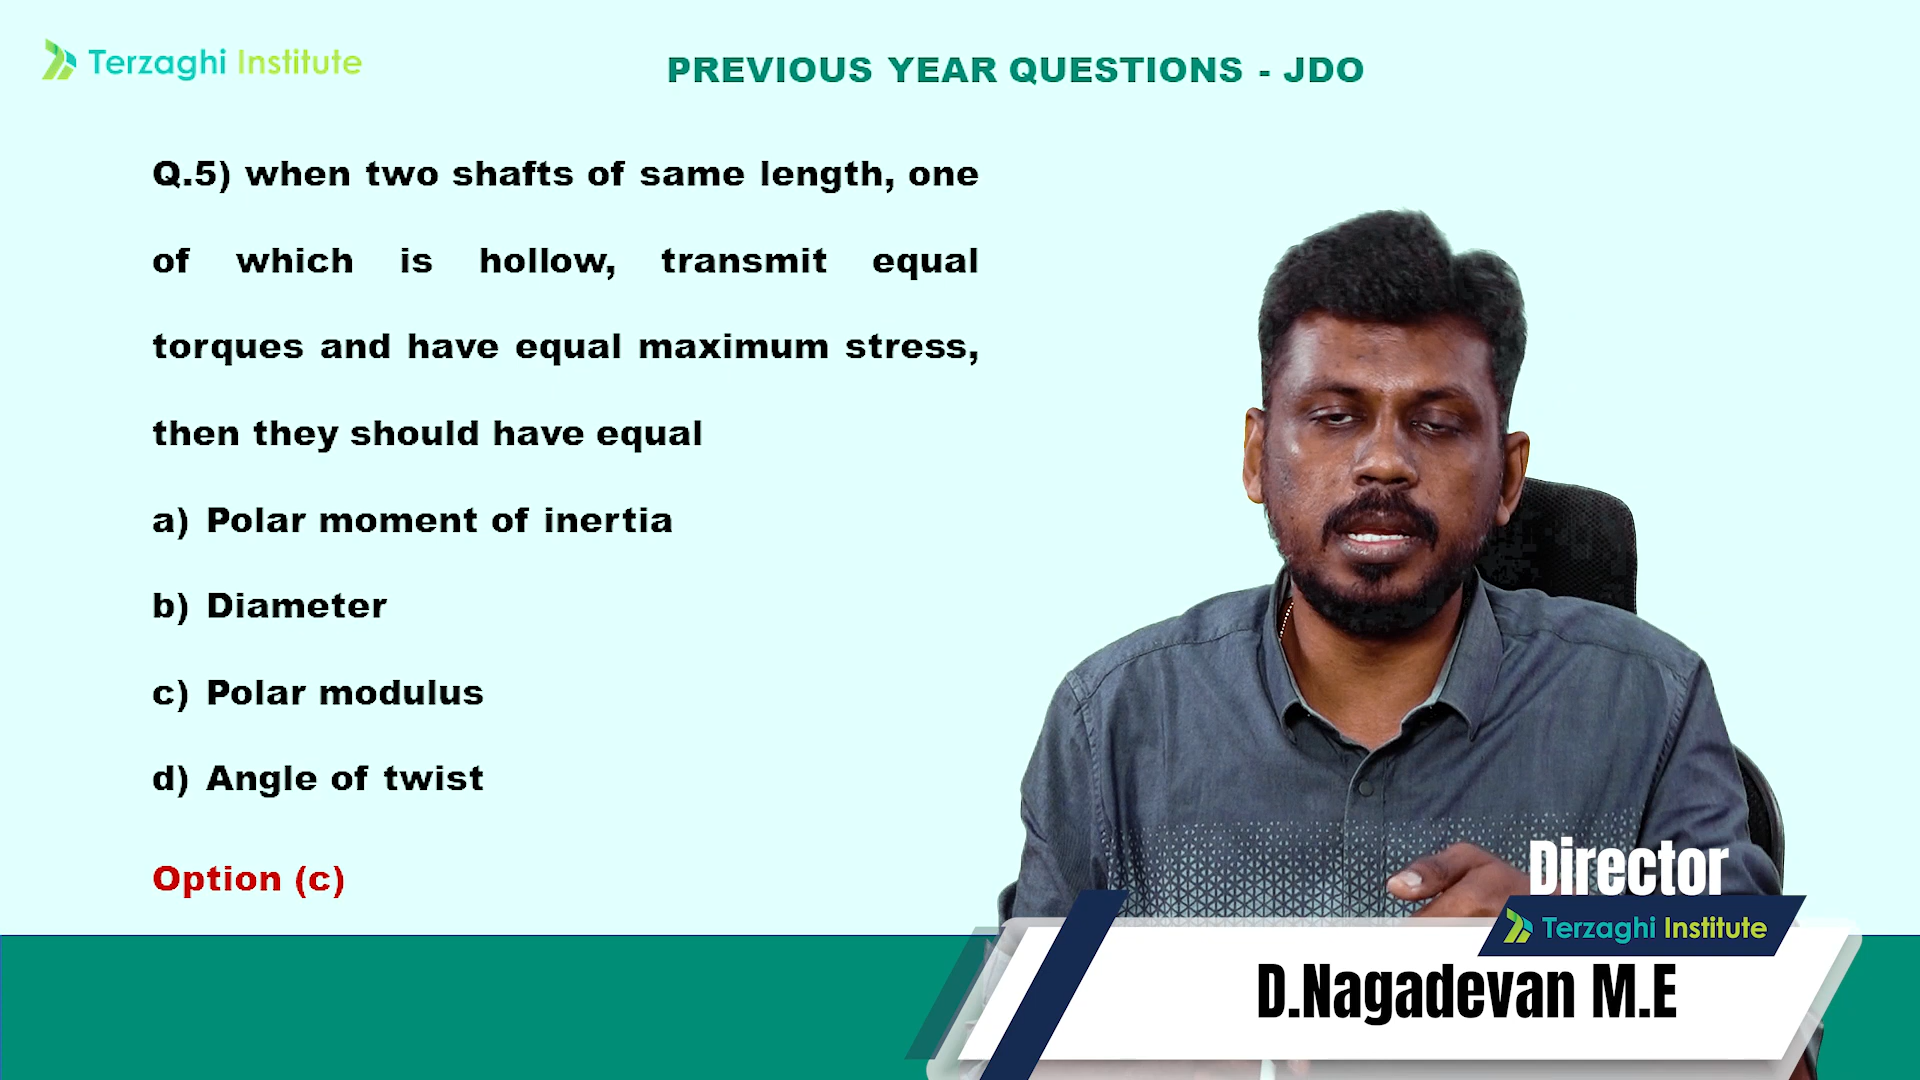 Terzaghi Institute
PREVIOUS YEAR QUESTIONS - JDO
Q.5) when two shafts of same length, one
of which is hollow, transmit equal
torques and have equal maximum stress,
then they should have equal
a) Polar moment of inertia
b) Diameter
c) Polar modulus
d) Angle of twist
Option (c)
Director
Terzaghi Institute
D.Nagadevan M.E